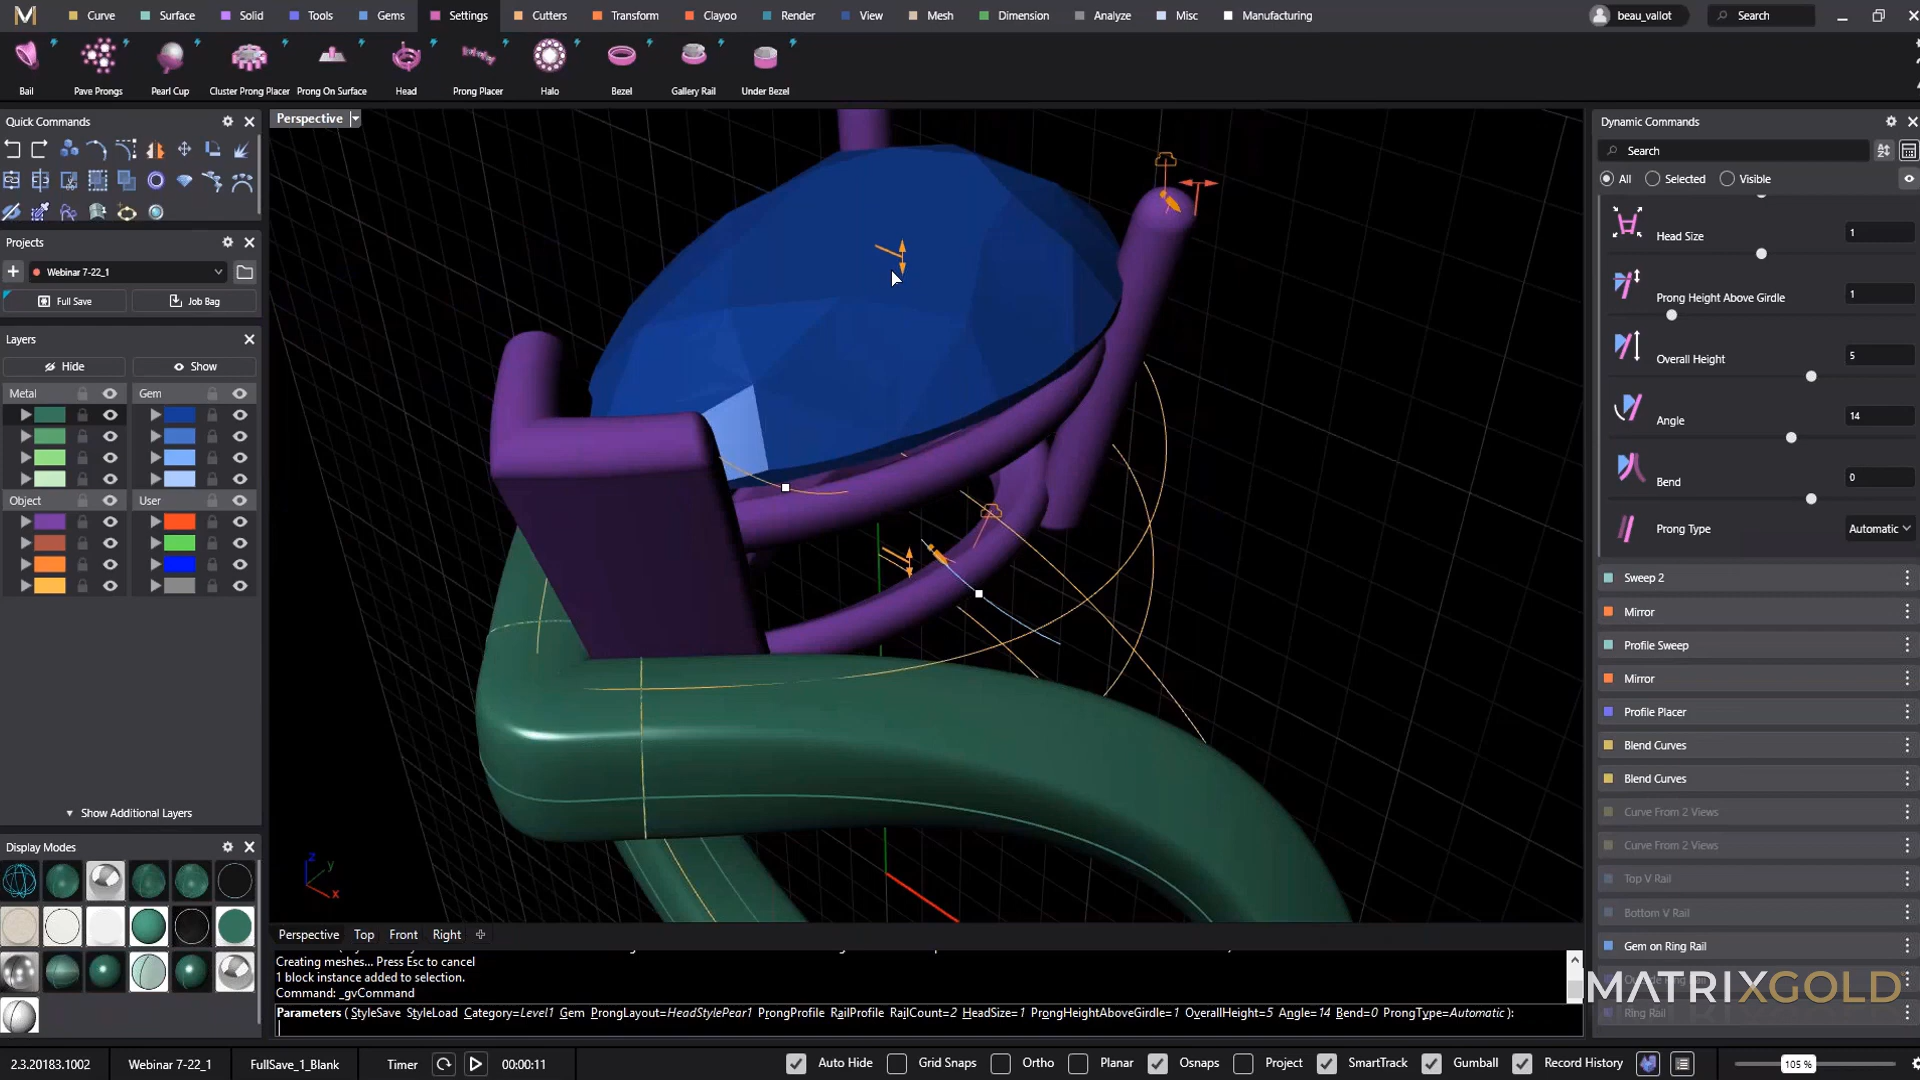 Curve Surface Solid Tools Gems Settings Cutters Transform Clayoo Render View Mesh Dimension Analyze Misc Manufacturing beau_vallot Search
Bail Pave Prongs Pearl Cup Cluster Prong Placer Prong On Surface Head Prong Placer Halo Bezel Gallery Rail Under Bezel
Quick Commands
Projects
Webinar 7-22_1
Full Save Job Bag
Layers
Hide Show
Metal Gem
Object User
Show Additional Layers
Display Modes
Perspective
z
y
x
Perspective Top Front Right
Creating meshes... Press Esc to cancel
1 block instance added to selection.
Command: _gvCommand
Parameters ( StyleSave StyleLoad Category=Level1 Gem ProngLayout=HeadStylePear1 ProngProfile RailProfile RailCount=2 HeadSize=1 ProngHeightAboveGirdle=1 OverallHeight=5 Angle=14 Bend=0 ProngType=Automatic ):
Dynamic Commands
Search
All Selected Visible
Head Size 1
Prong Height Above Girdle 1
Overall Height 5
Angle 14
Bend 0
Prong Type Automatic
Sweep 2
Mirror
Profile Sweep
Mirror
Profile Placer
Blend Curves
Blend Curves
Curve From 2 Views
Curve From 2 Views
Top V Rail
Bottom V Rail
Gem on Ring Rail
MATRIXGOLD
Ring Rail
2.3.20183.1002 Webinar 7-22_1 FullSave_1_Blank Timer 00:00:11 Auto Hide Grid Snaps Ortho Planar Osnaps Project SmartTrack Gumball Record History 105 %